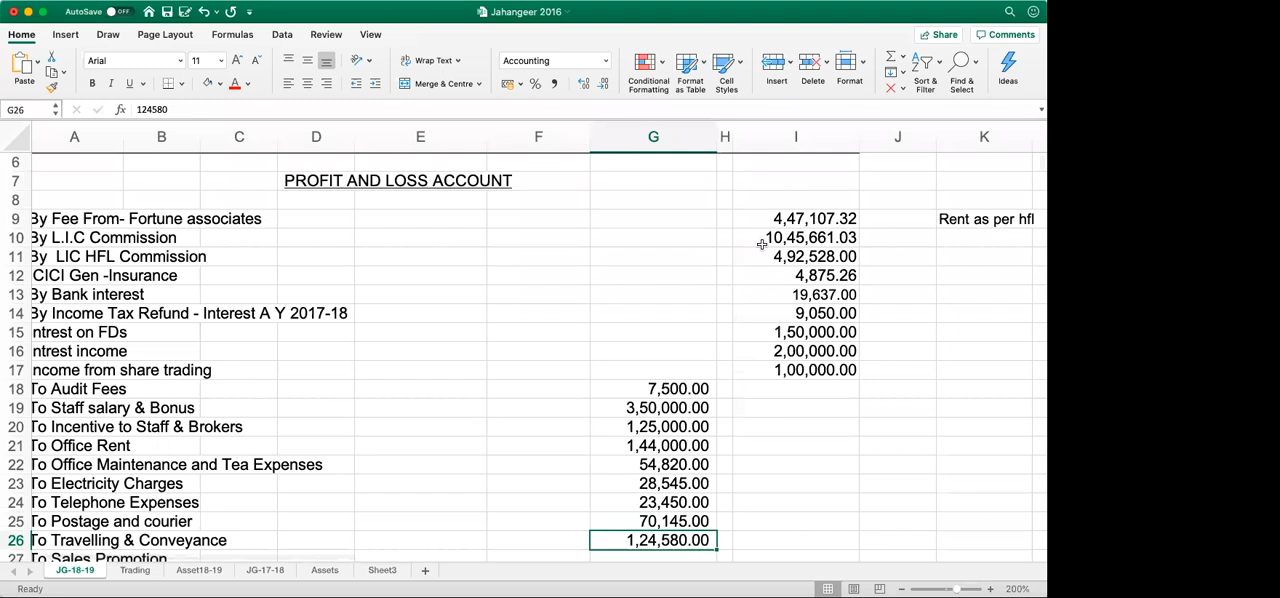 AutoSave OFF Jahangeer 2016
Home Insert Draw Page Layout Formulas Data Review View Share Comments
Paste Arial 11 A A Wrap Text Accounting Conditional Formatting Format as Table Cell Styles Insert Delete Format Sort & Filter Find & Select Ideas
B I U A Merge & Centre % ,
G26 fx 124580
A B C D E F G H I J K
6
7 PROFIT AND LOSS ACCOUNT
8
9 By Fee From- Fortune associates 4,47,107.32 Rent as per hfl
10 By L.I.C Commission 10,45,661.03
11 By LIC HFL Commission 4,92,528.00
12 CICI Gen -Insurance 4,875.26
13 By Bank interest 19,637.00
14 By Income Tax Refund - Interest A Y 2017-18 9,050.00
15 ntrest on FDs 1,50,000.00
16 ntrest income 2,00,000.00
17 ncome from share trading 1,00,000.00
18 To Audit Fees 7,500.00
19 To Staff salary & Bonus 3,50,000.00
20 To Incentive to Staff & Brokers 1,25,000.00
21 To Office Rent 1,44,000.00
22 To Office Maintenance and Tea Expenses 54,820.00
23 To Electricity Charges 28,545.00
24 To Telephone Expenses 23,450.00
25 To Postage and courier 70,145.00
26 To Travelling & Conveyance 1,24,580.00
27 To Sales Promotion
JG-18-19 Trading Asset18-19 JG-17-18 Assets Sheet3 +
Ready 200%